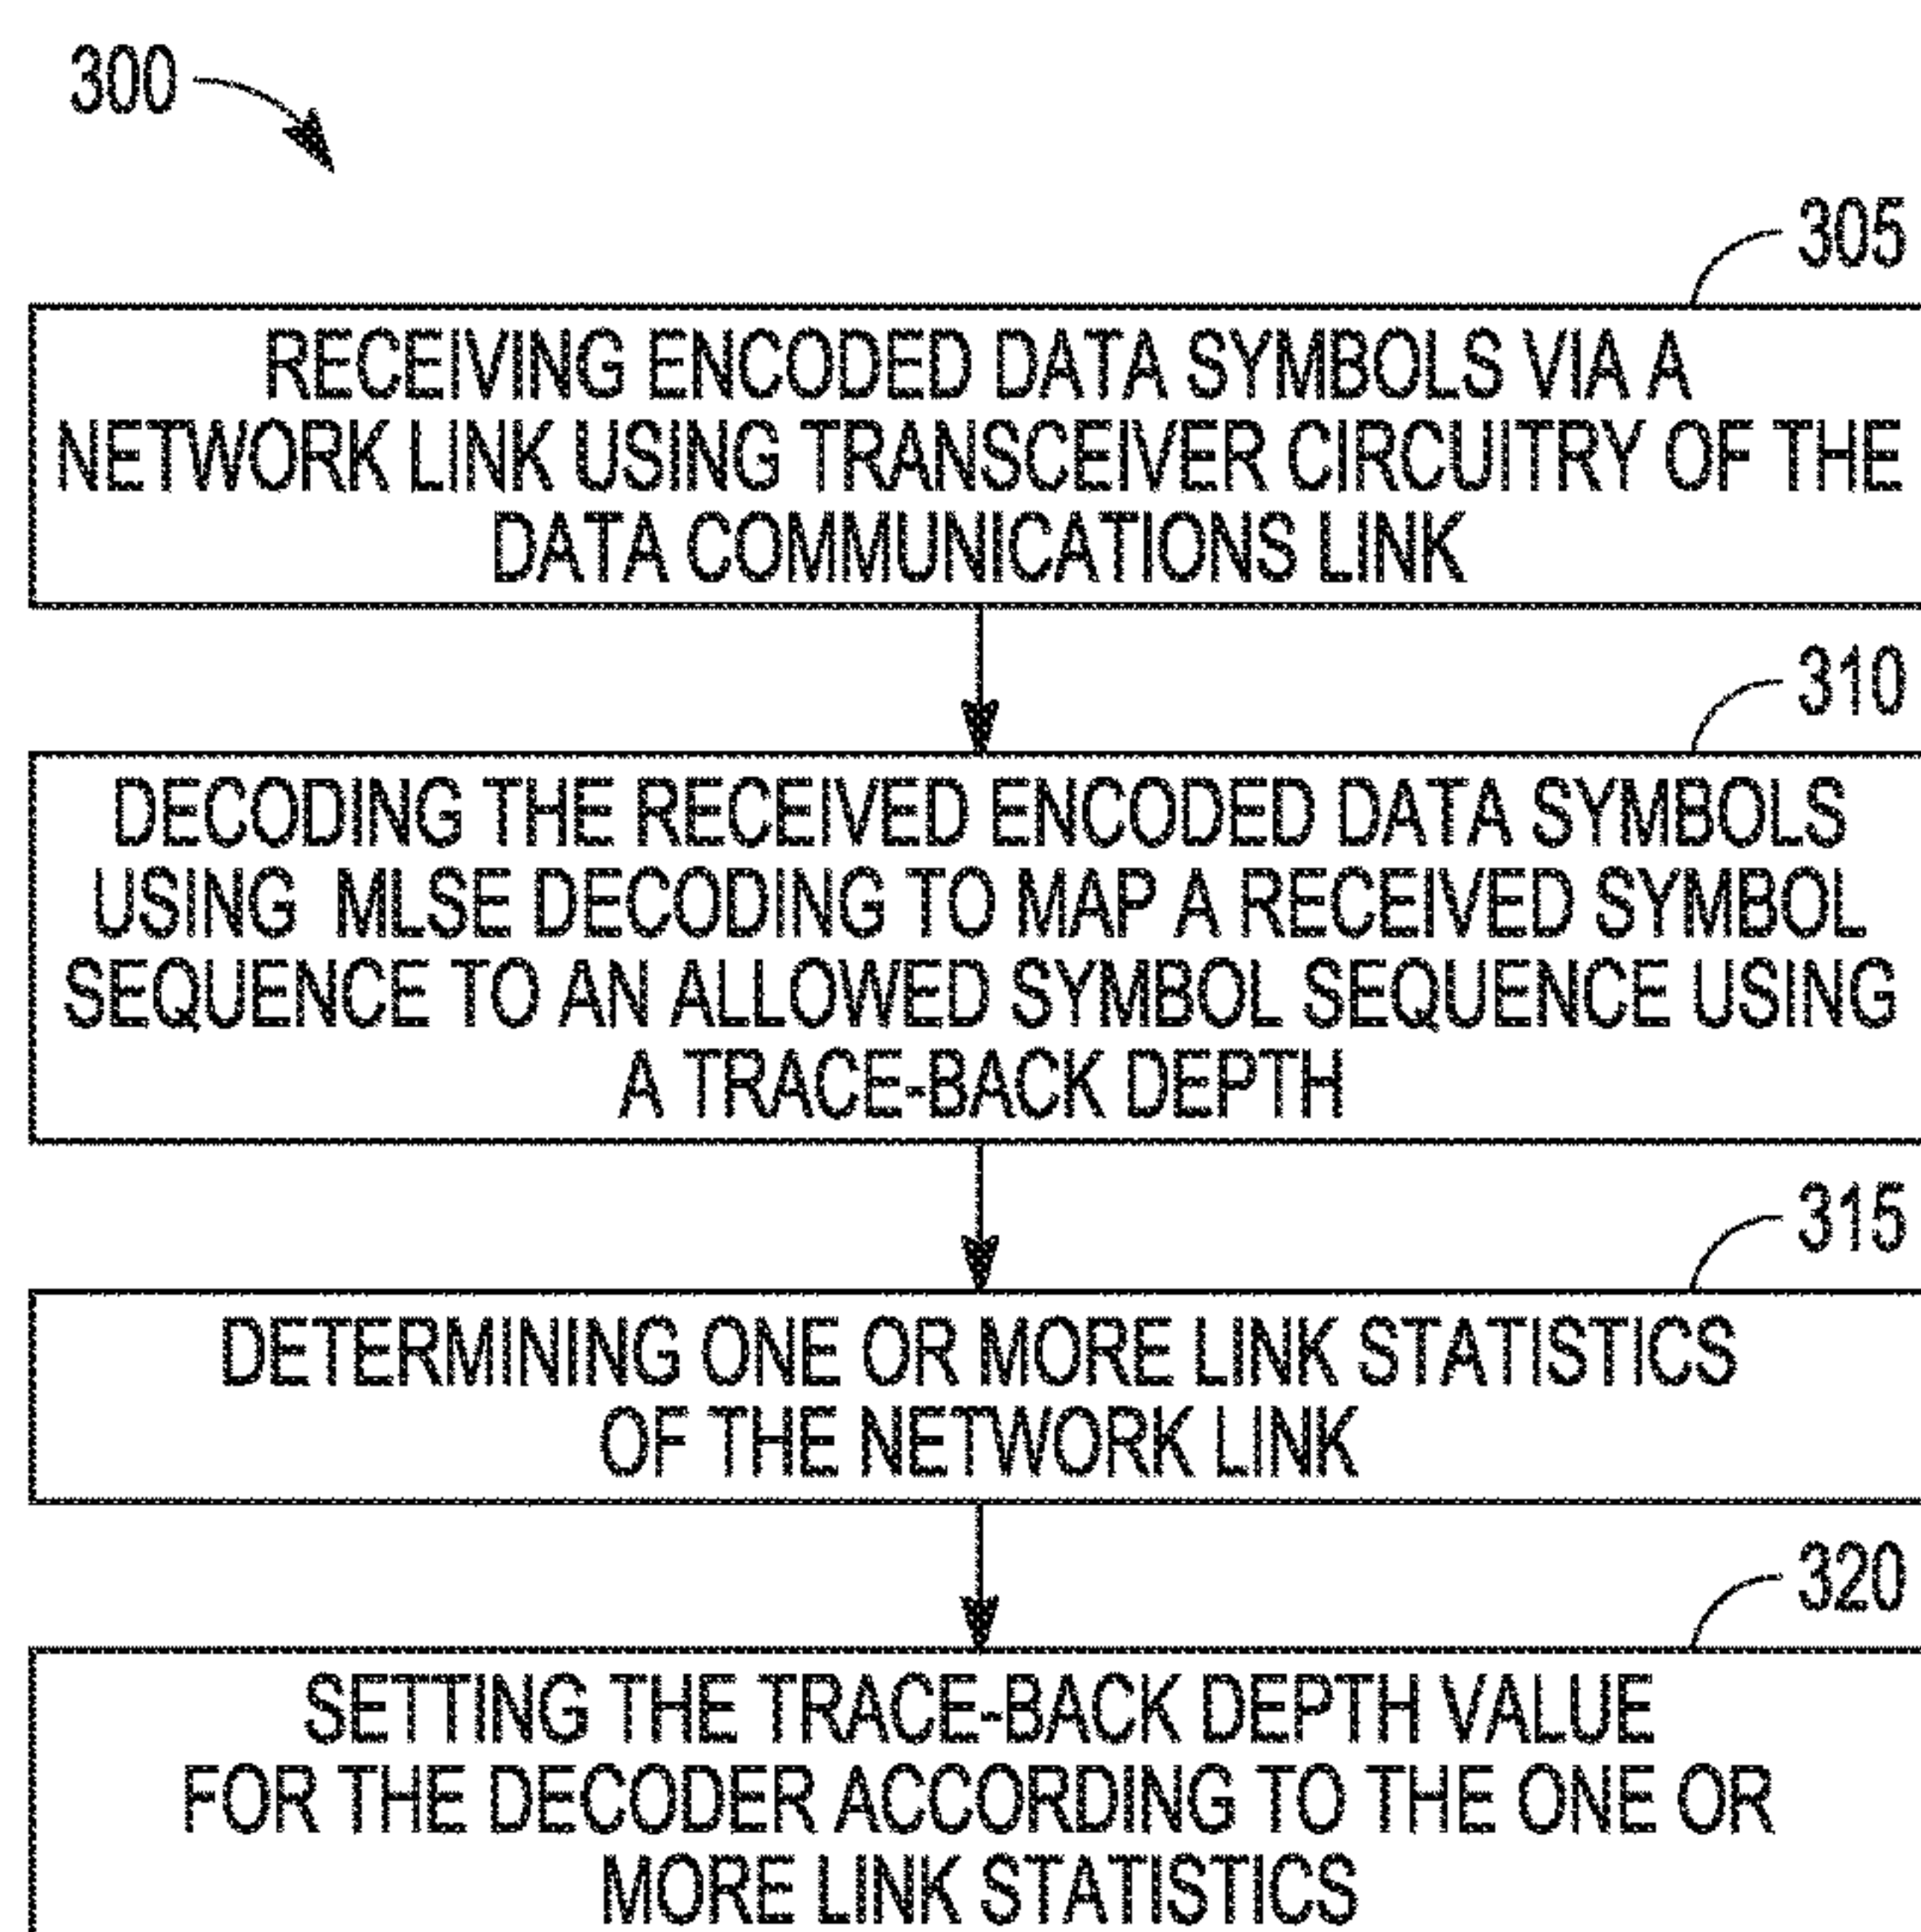 300
305
RECEIVING ENCODED DATA SYMBOLS VIA A
NETWORK LINK USING TRANSCEIVER CIRCUITRY OF THE
DATA COMMUNICATIONS LINK
310
DECODING THE RECEIVED ENCODED DATA SYMBOLS
USING MLSE DECODING TO MAP A RECEIVED SYMBOL
SEQUENCE TO AN ALLOWED SYMBOL SEQUENCE USING
A TRACE-BACK DEPTH
315
DETERMINING ONE OR MORE LINK STATISTICS
OF THE NETWORK LINK
320
SETTING THE TRACE-BACK DEPTH VALUE
FOR THE DECODER ACCORDING TO THE ONE OR
MORE LINK STATISTICS